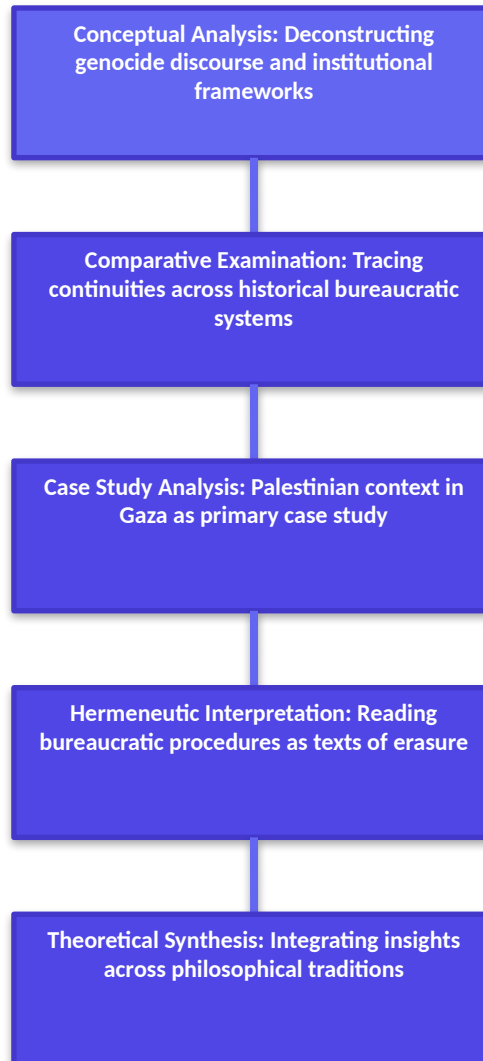 Conceptual Analysis: Deconstructing
genocide discourse and institutional
frameworks
Comparative Examination: Tracing
continuities across historical bureaucratic
systems
Case Study Analysis: Palestinian context in
Gaza as primary case study
Hermeneutic Interpretation: Reading
bureaucratic procedures as texts of erasure
Theoretical Synthesis: Integrating insights
across philosophical traditions